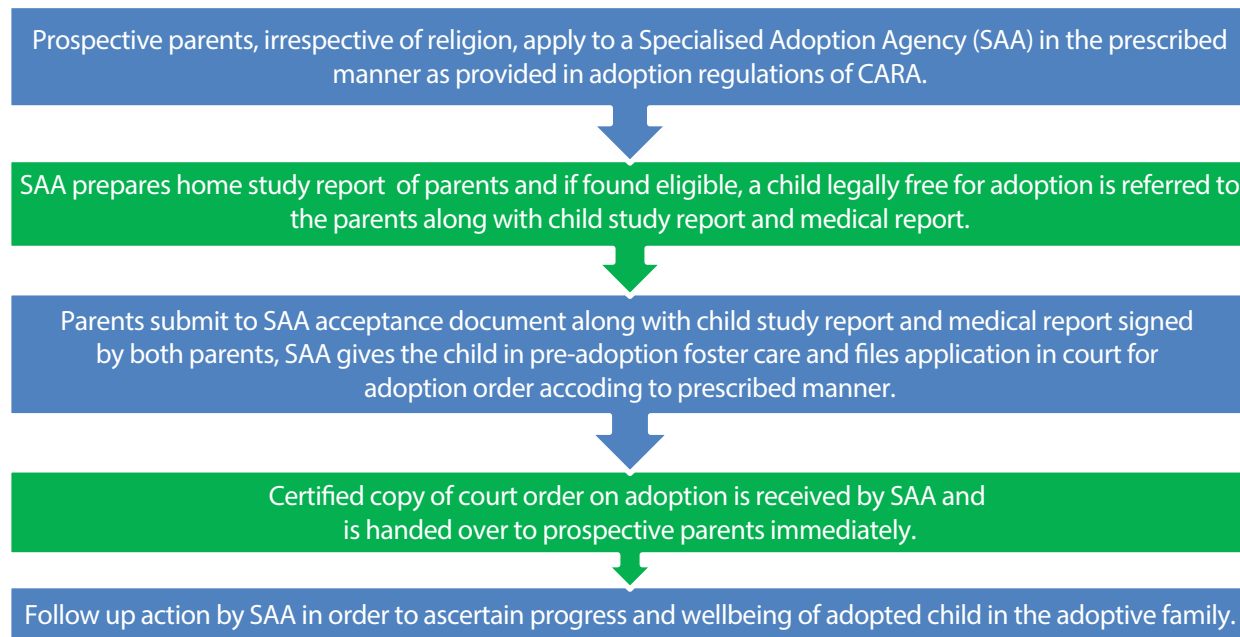 Prospective parents, irrespective of religion, apply to a Specialised Adoption Agency (SAA) in the prescribed
manner as provided in adoption regulations of CARA.
SAA prepares home study report of parents and if found eligible, a child legally free for adoption is referred to
the parents along with child study report and medical report.
Parents submit to SAA acceptance document along with child study report and medical report signed
by both parents, SAA gives the child in pre-adoption foster care and files application in court for
adoption order accoding to prescribed manner.
Certified copy of court order on adoption is received by SAA and
is handed over to prospective parents immediately.
Follow up action by SAA in order to ascertain progress and wellbeing of adopted child in the adoptive family.